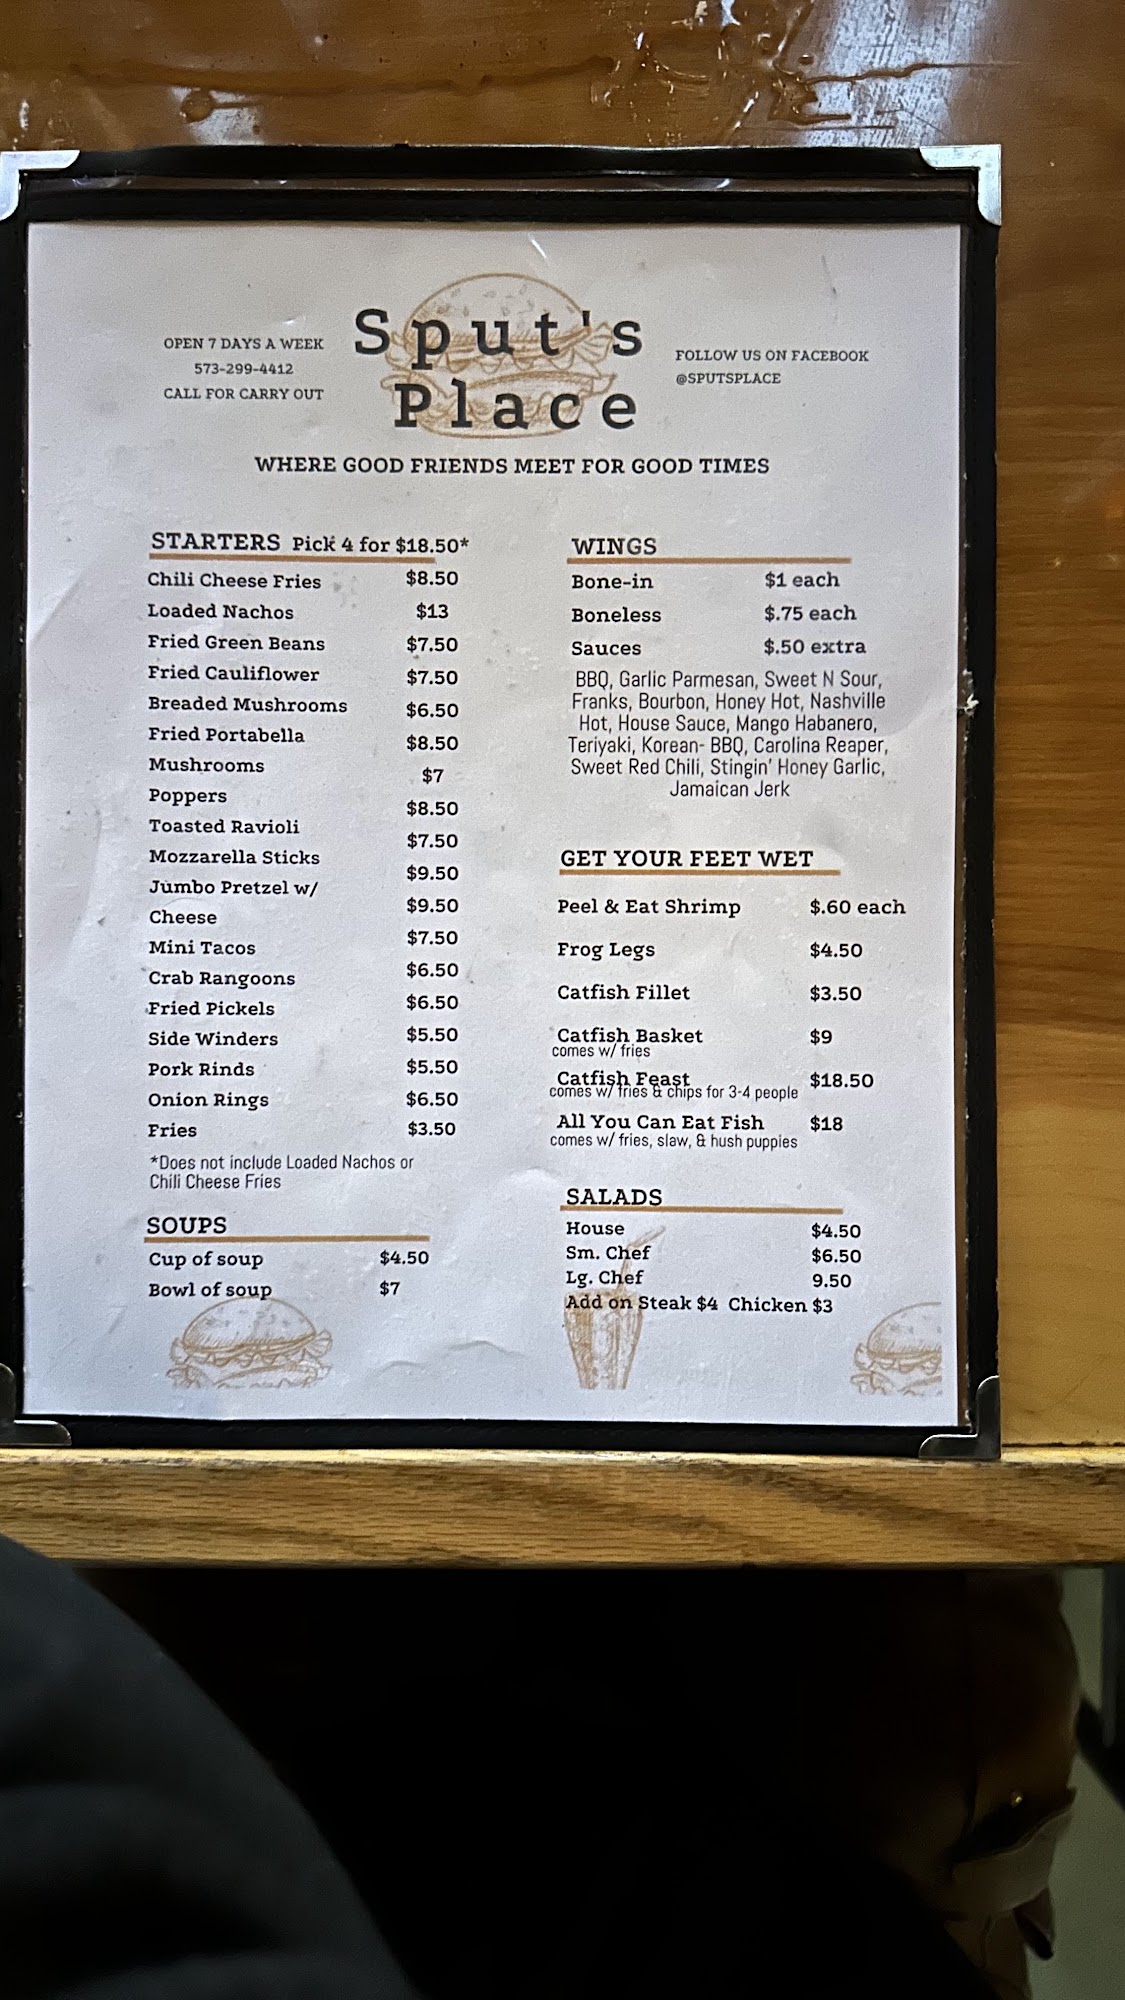 OPEN 7 DAYS A WEEK
573-299-4412
CALL FOR CARRY OUT
Sput's
Place
FOLLOW US ON FACEBOOK
@SPUTSPLACE
WHERE GOOD FRIENDS MEET FOR GOOD TIMES
STARTERS Pick 4 for $18.50*
Chili Cheese Fries $8.50
Loaded Nachos $13
Fried Green Beans $7.50
Fried Cauliflower $7.50
Breaded Mushrooms $6.50
Fried Portabella $8.50
Mushrooms $7
Poppers $8.50
Toasted Ravioli $7.50
Mozzarella Sticks $9.50
Jumbo Pretzel w/ $9.50
Cheese $7.50
Mini Tacos $6.50
Crab Rangoons $6.50
Fried Pickels $5.50
Side Winders $5.50
Pork Rinds $6.50
Onion Rings $3.50
Fries
*Does not include Loaded Nachos or
Chili Cheese Fries
SOUPS
Cup of soup $4.50
Bowl of soup $7
WINGS
Bone-in $1 each
Boneless $.75 each
Sauces $.50 extra
BBQ, Garlic Parmesan, Sweet N Sour,
Franks, Bourbon, Honey Hot, Nashville
Hot, House Sauce, Mango Habanero,
Teriyaki, Korean- BBQ, Carolina Reaper,
Sweet Red Chili, Stingin' Honey Garlic,
Jamaican Jerk
GET YOUR FEET WET
Peel & Eat Shrimp $.60 each
Frog Legs $4.50
Catfish Fillet $3.50
Catfish Basket $9
comes w/ fries
Catfish Feast $18.50
comes w/ fries & chips for 3-4 people
All You Can Eat Fish $18
comes w/ fries, slaw, & hush puppies
SALADS
House $4.50
Sm. Chef $6.50
Lg. Chef 9.50
Add on Steak $4 Chicken $3